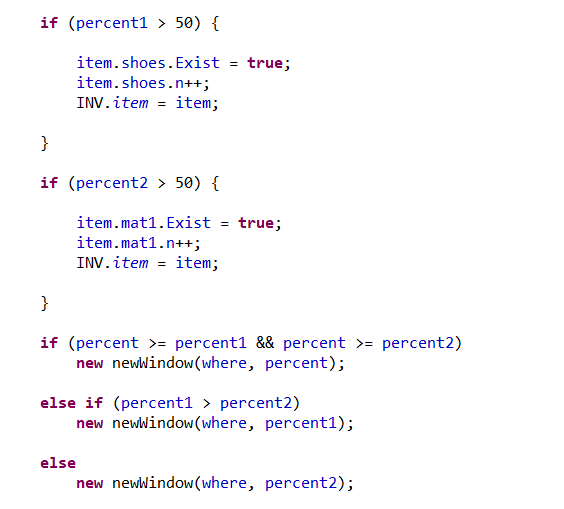 if (percent1 > 50) {
item.shoes.Exist = true;
item.shoes.n++;
INV.item = item;
}
if (percent2 > 50) {
item.mat1.Exist = true;
item.mat1.n++;
INV.item = item;
}
if (percent >= percent1 && percent >= percent2)
new newWindow(where, percent);
else if (percent1 > percent2)
new newWindow(where, percent1);
else
new newWindow(where, percent2);